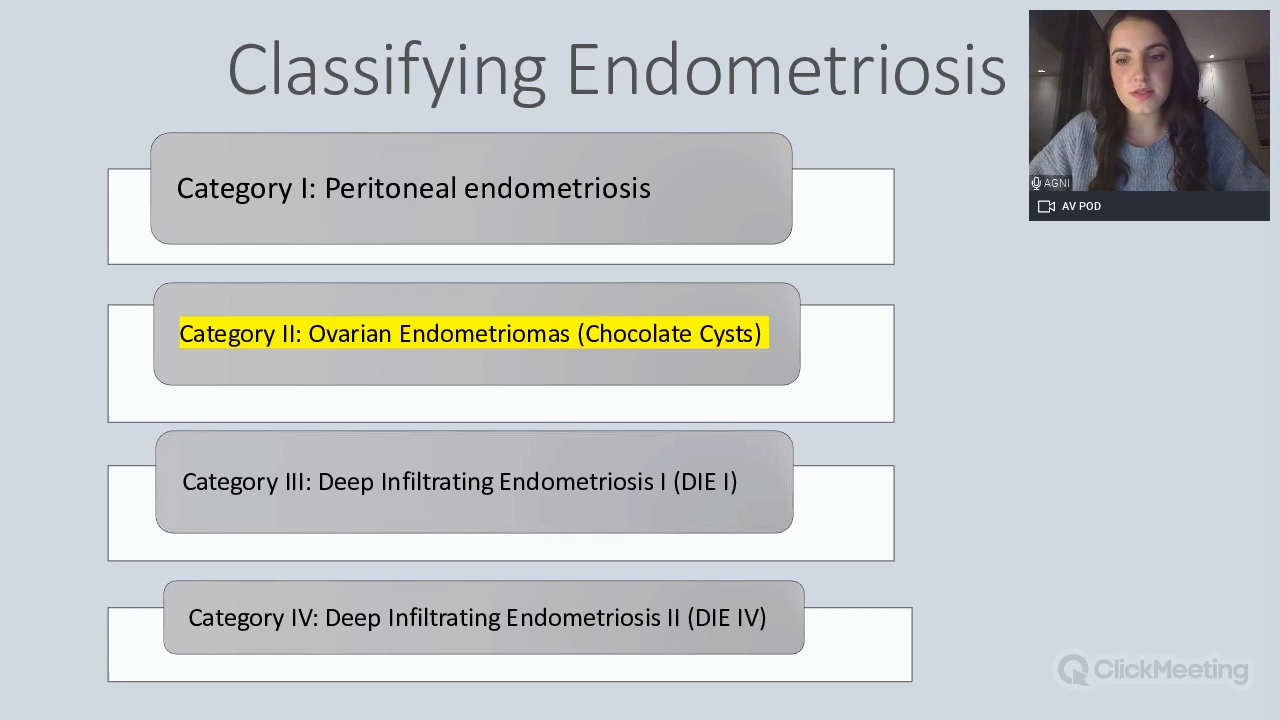 Classifying Endometriosis
Category I: Peritoneal endometriosis
Category II: Ovarian Endometriomas (Chocolate Cysts)
Category III: Deep Infiltrating Endometriosis I (DIE I)
Category IV: Deep Infiltrating Endometriosis II (DIE IV)
AGNI
AV POD
ClickMeeting